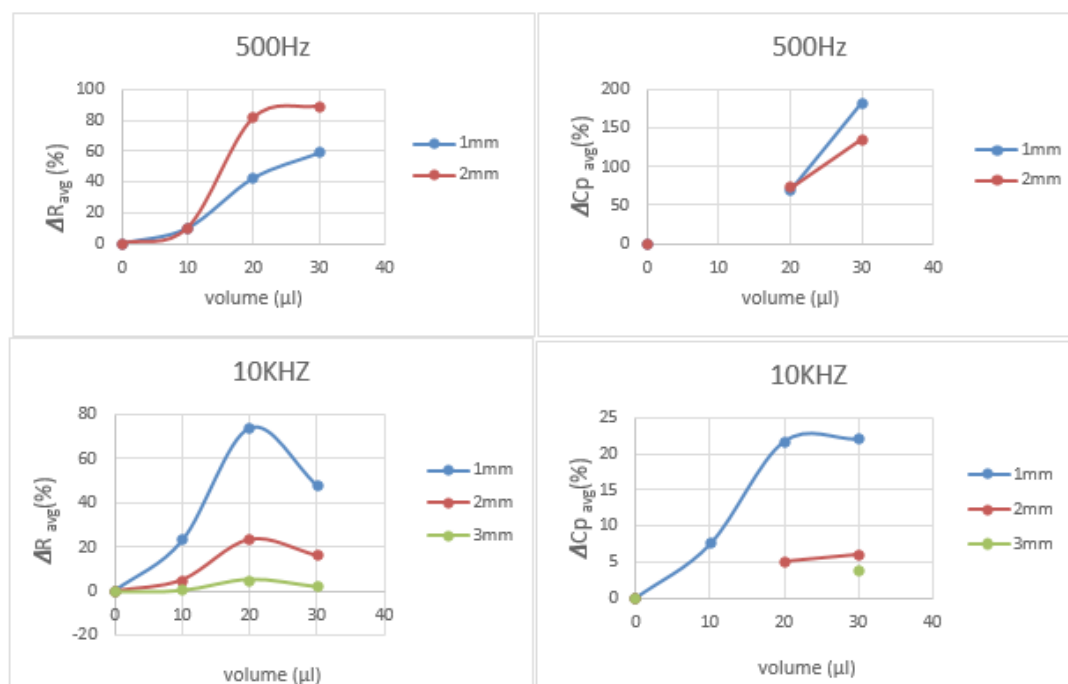 500Hz
ΔRavg(%)
100
80
60
40
20
0
0 10 20 30 40
volume (µl)
1mm
2mm
500Hz
ΔCp avg(%)
200
150
100
50
0
0 10 20 30 40
volume (µl)
1mm
2mm
10KHZ
ΔR avg(%)
80
60
40
20
0
-20
0 10 20 30 40
volume (µl)
1mm
2mm
3mm
10KHZ
ΔCp avg(%)
25
20
15
10
5
0
0 10 20 30 40
volume (µl)
1mm
2mm
3mm